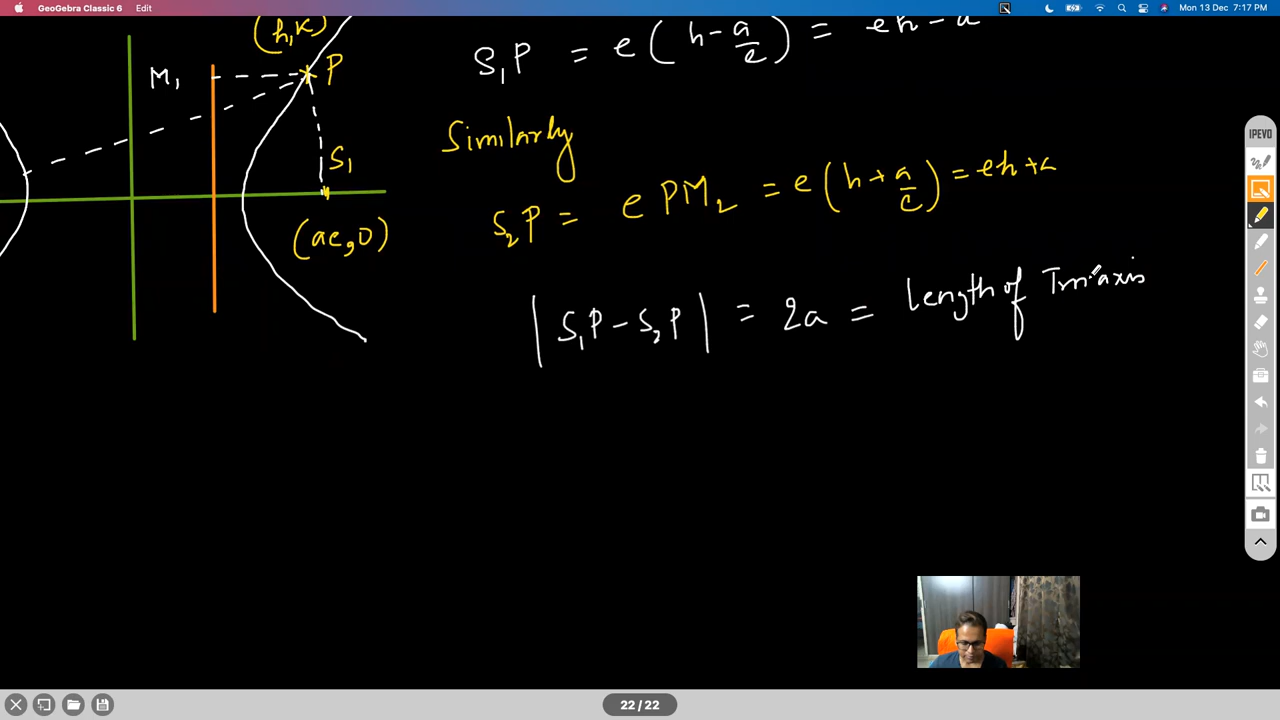 GeoGebra Classic 6 Edit Mon 13 Dec 7:17 PM
(h,k)
S₁P = e(h-a/e) = eh-a
M₁ P
Similarly
S₁
IPEVO
S₂P = e PM₂ = e(h+a/e) = eh+a
(ae,0)
|S₁P-S₂P| = 2a = length of Trn. axis
22 / 22